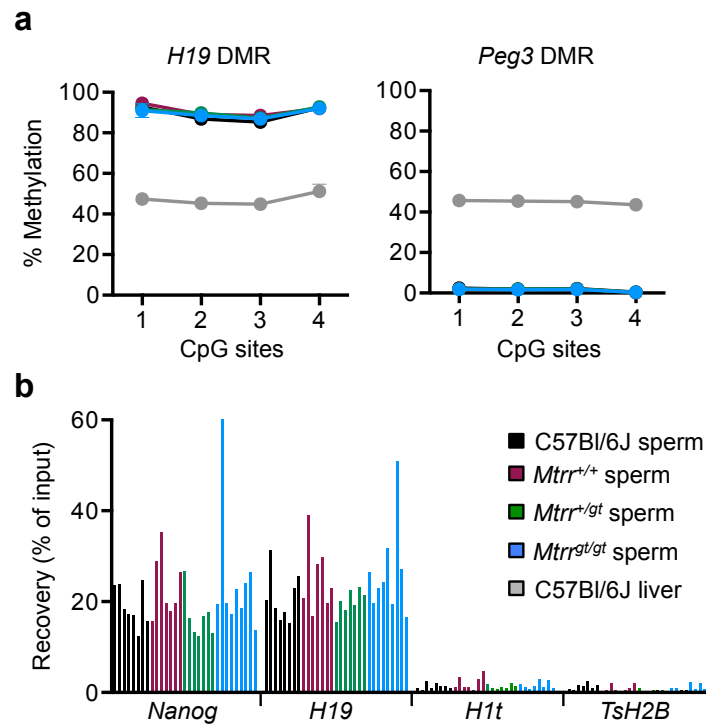 a
H19 DMR
Peg3 DMR
% Methylation
100
80
60
40
20
0
1 2 3 4
CpG sites
100
80
60
40
20
0
1 2 3 4
CpG sites
b
Recovery (% of input)
60
40
20
0
Nanog H19 H1t TsH2B
C57Bl/6J sperm
Mtrr+/+ sperm
Mtrr+/gt sperm
Mtrrgt/gt sperm
C57Bl/6J liver